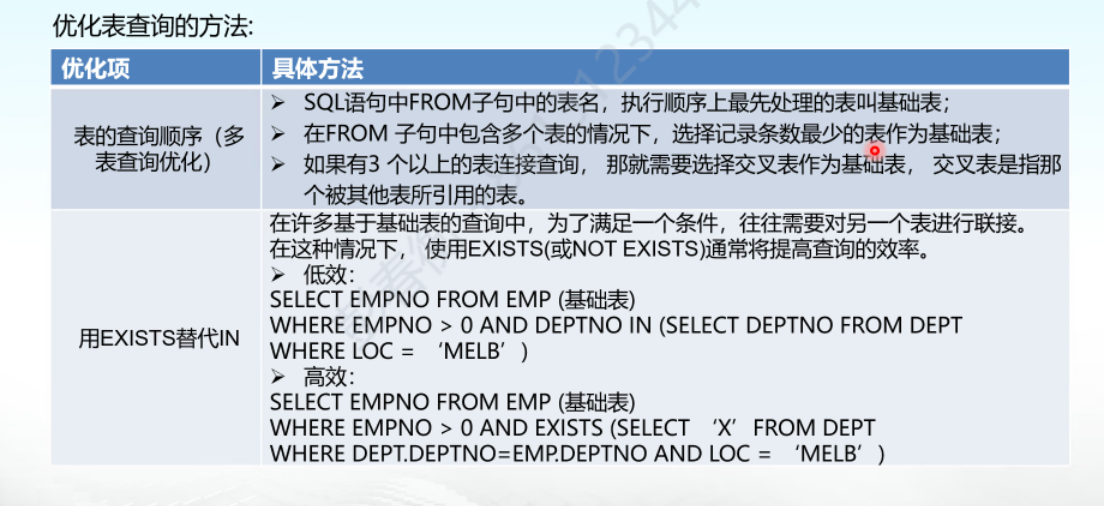 优化表查询的方法:
优化项 具体方法
表的查询顺序（多
表查询优化）
➢ SQL语句中FROM子句中的表名，执行顺序上最先处理的表叫基础表；
➢ 在FROM 子句中包含多个表的情况下，选择记录条数最少的表作为基础表；
➢ 如果有3 个以上的表连接查询， 那就需要选择交叉表作为基础表， 交叉表是指那
个被其他表所引用的表。
用EXISTS替代IN
在许多基于基础表的查询中，为了满足一个条件，往往需要对另一个表进行联接。
在这种情况下， 使用EXISTS(或NOT EXISTS)通常将提高查询的效率。
➢ 低效：
SELECT EMPNO FROM EMP (基础表)
WHERE EMPNO > 0 AND DEPTNO IN (SELECT DEPTNO FROM DEPT
WHERE LOC = ‘MELB’)
➢ 高效：
SELECT EMPNO FROM EMP (基础表)
WHERE EMPNO > 0 AND EXISTS (SELECT ‘X’ FROM DEPT
WHERE DEPT.DEPTNO=EMP.DEPTNO AND LOC = ‘MELB’)